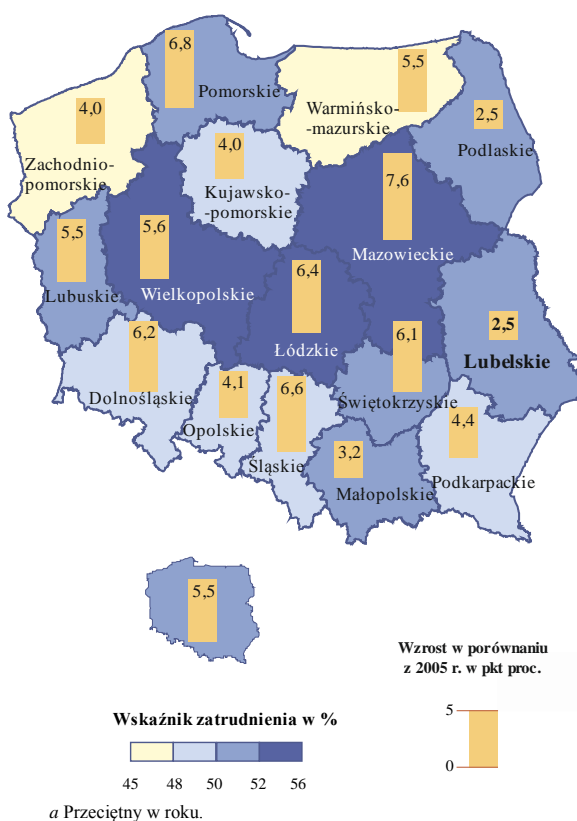 6,8
Pomorskie
5,5
Warmińsko-
-mazurskie
2,5
Podlaskie
4,0
Zachodnio-
pomorskie
4,0
Kujawsko-
-pomorskie
7,6
Mazowieckie
5,5
Lubuskie
5,6
Wielkopolskie
6,4
Łódzkie
2,5
Lubelskie
6,2
Dolnośląskie
4,1
Opolskie
6,6
Śląskie
6,1
Świętokrzyskie
3,2
Małopolskie
4,4
Podkarpackie
5,5
Wzrost w porównaniu
z 2005 r. w pkt proc.
5
0
Wskaźnik zatrudnienia w %
45 48 50 52 56
a Przeciętny w roku.